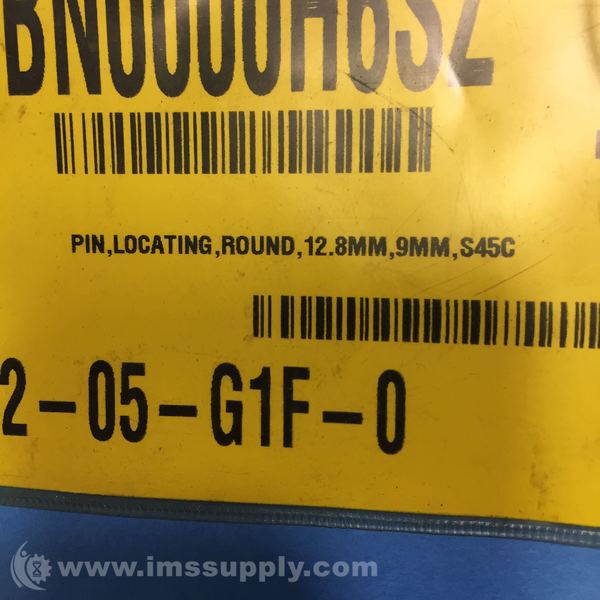 BN0000H6SZ
PIN,LOCATING,ROUND,12.8MM,9MM,S45C
2-05-G1F-0
www.imssupply.com